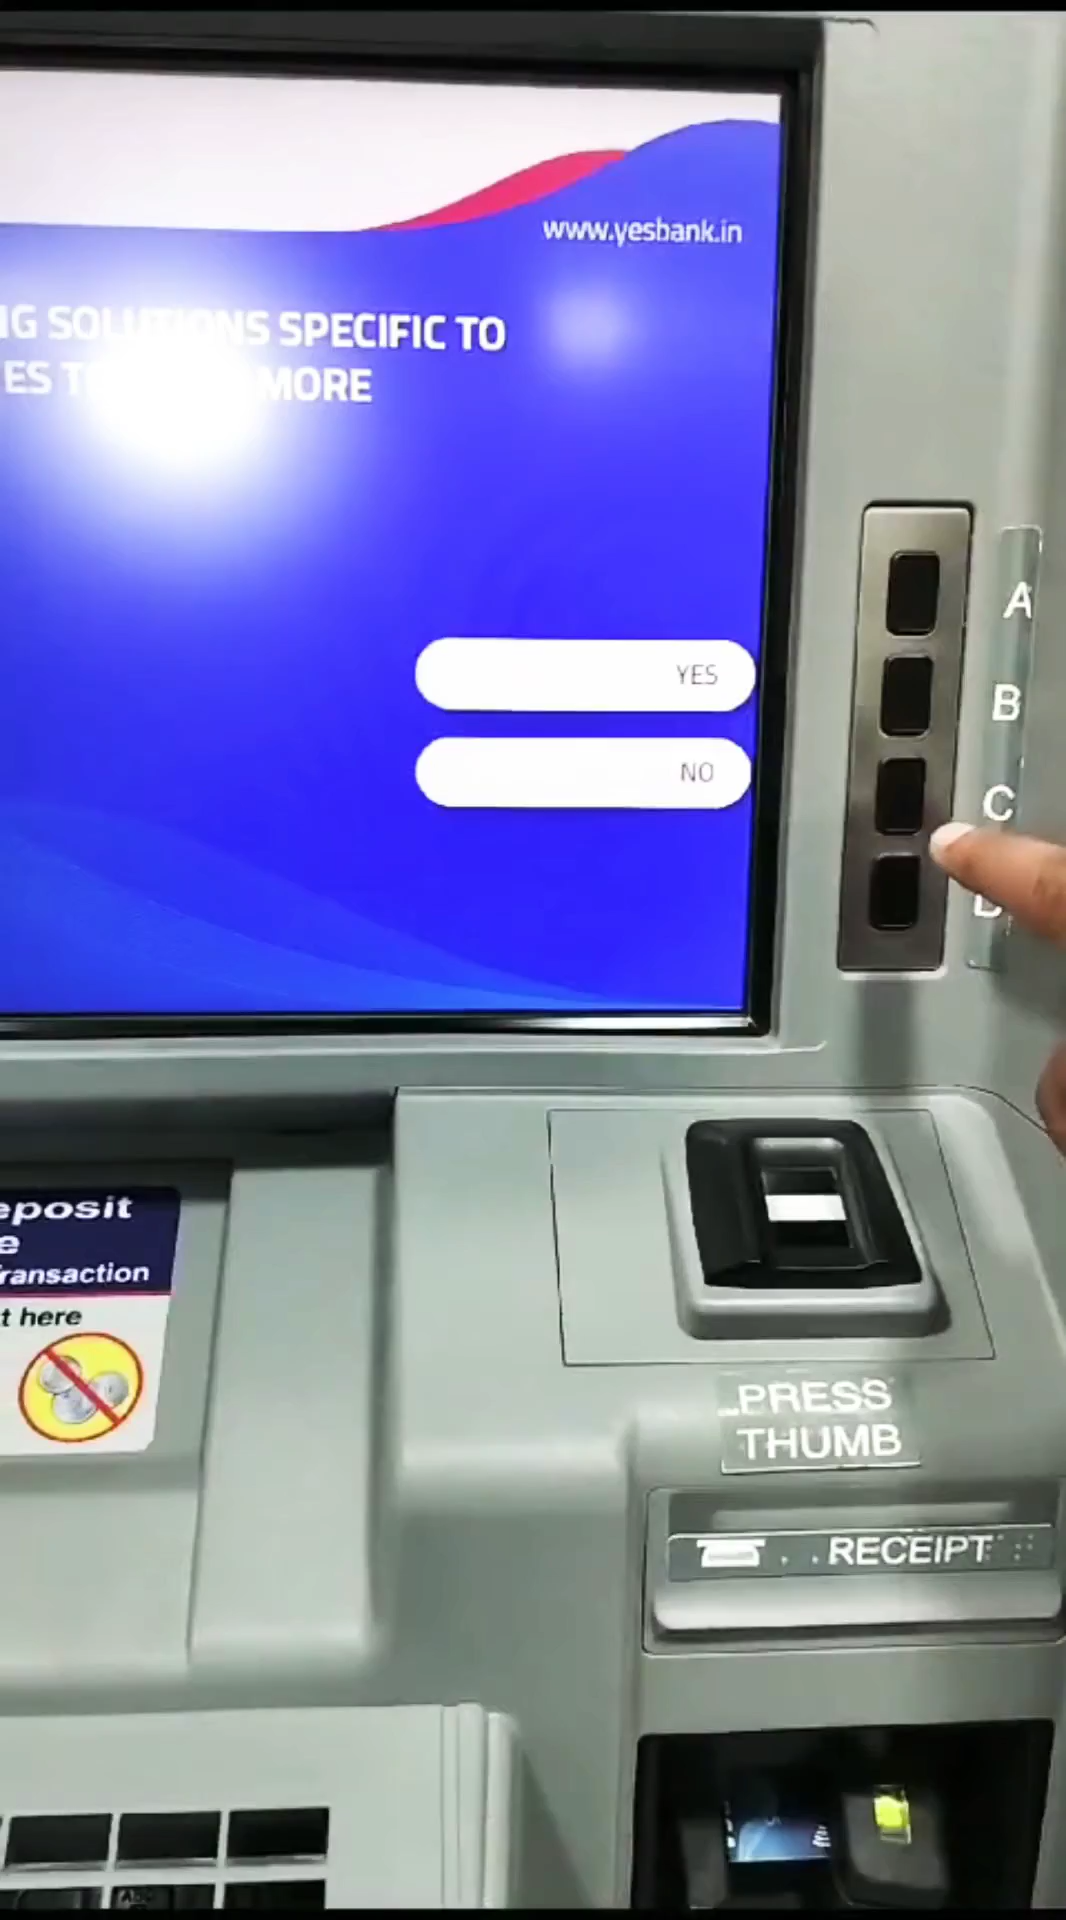 www.yesbank.in
SPECIFIC TO
MORE
YES
NO
A
B
C
eposit
e
ransaction
t here
PRESS
THUMB
RECEIPT